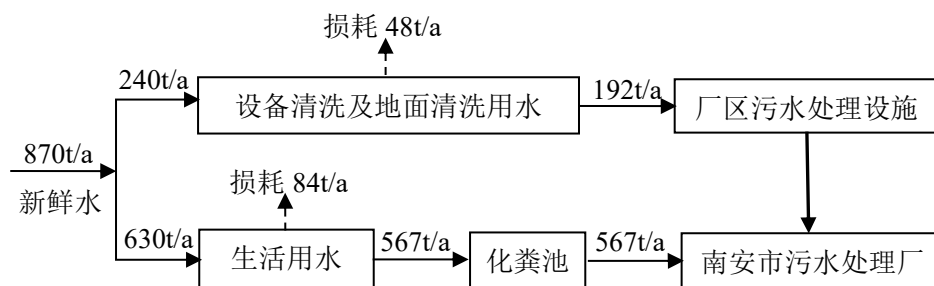 损耗 48t/a
240t/a
设备清洗及地面清洗用水
192t/a
厂区污水处理设施
870t/a
新鲜水
损耗 84t/a
630t/a
生活用水
567t/a
化粪池
567t/a
南安市污水处理厂